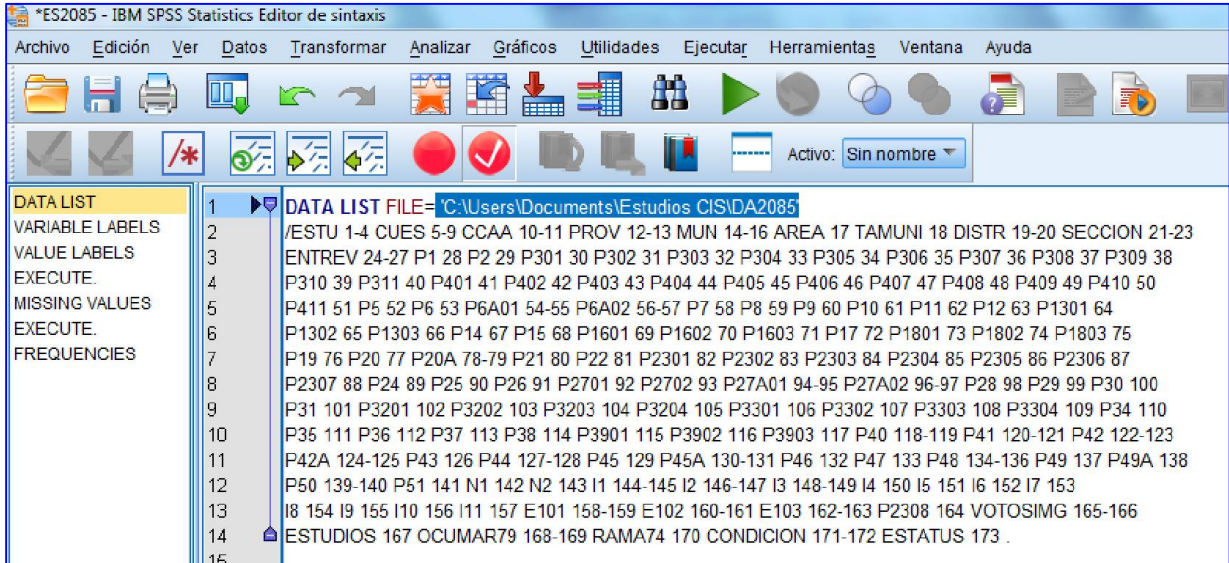 *ES2085 - IBM SPSS Statistics Editor de sintaxis
Archivo Edición Ver Datos Transformar Analizar Gráficos Utilidades Ejecutar Herramientas Ventana Ayuda
Activo: Sin nombre
DATA LIST
VARIABLE LABELS
VALUE LABELS
EXECUTE.
MISSING VALUES
EXECUTE.
FREQUENCIES
1 DATA LIST FILE= 'C:\Users\Documents\Estudios CIS\DA2085'
2 /ESTU 1-4 CUES 5-9 CCAA 10-11 PROV 12-13 MUN 14-16 AREA 17 TAMUNI 18 DISTR 19-20 SECCION 21-23
3 ENTREV 24-27 P1 28 P2 29 P301 30 P302 31 P303 32 P304 33 P305 34 P306 35 P307 36 P308 37 P309 38
4 P310 39 P311 40 P401 41 P402 42 P403 43 P404 44 P405 45 P406 46 P407 47 P408 48 P409 49 P410 50
5 P411 51 P5 52 P6 53 P6A01 54-55 P6A02 56-57 P7 58 P8 59 P9 60 P10 61 P11 62 P12 63 P1301 64
6 P1302 65 P1303 66 P14 67 P15 68 P1601 69 P1602 70 P1603 71 P17 72 P1801 73 P1802 74 P1803 75
7 P19 76 P20 77 P20A 78-79 P21 80 P22 81 P2301 82 P2302 83 P2303 84 P2304 85 P2305 86 P2306 87
8 P2307 88 P24 89 P25 90 P26 91 P2701 92 P2702 93 P27A01 94-95 P27A02 96-97 P28 98 P29 99 P30 100
9 P31 101 P3201 102 P3202 103 P3203 104 P3204 105 P3301 106 P3302 107 P3303 108 P3304 109 P34 110
10 P35 111 P36 112 P37 113 P38 114 P3901 115 P3902 116 P3903 117 P40 118-119 P41 120-121 P42 122-123
11 P42A 124-125 P43 126 P44 127-128 P45 129 P45A 130-131 P46 132 P47 133 P48 134-136 P49 137 P49A 138
12 P50 139-140 P51 141 N1 142 N2 143 I1 144-145 I2 146-147 I3 148-149 I4 150 I5 151 I6 152 I7 153
13 I8 154 I9 155 I10 156 I11 157 E101 158-159 E102 160-161 E103 162-163 P2308 164 VOTOSIMG 165-166
14 ESTUDIOS 167 OCUMAR79 168-169 RAMA74 170 CONDICION 171-172 ESTATUS 173 .
15